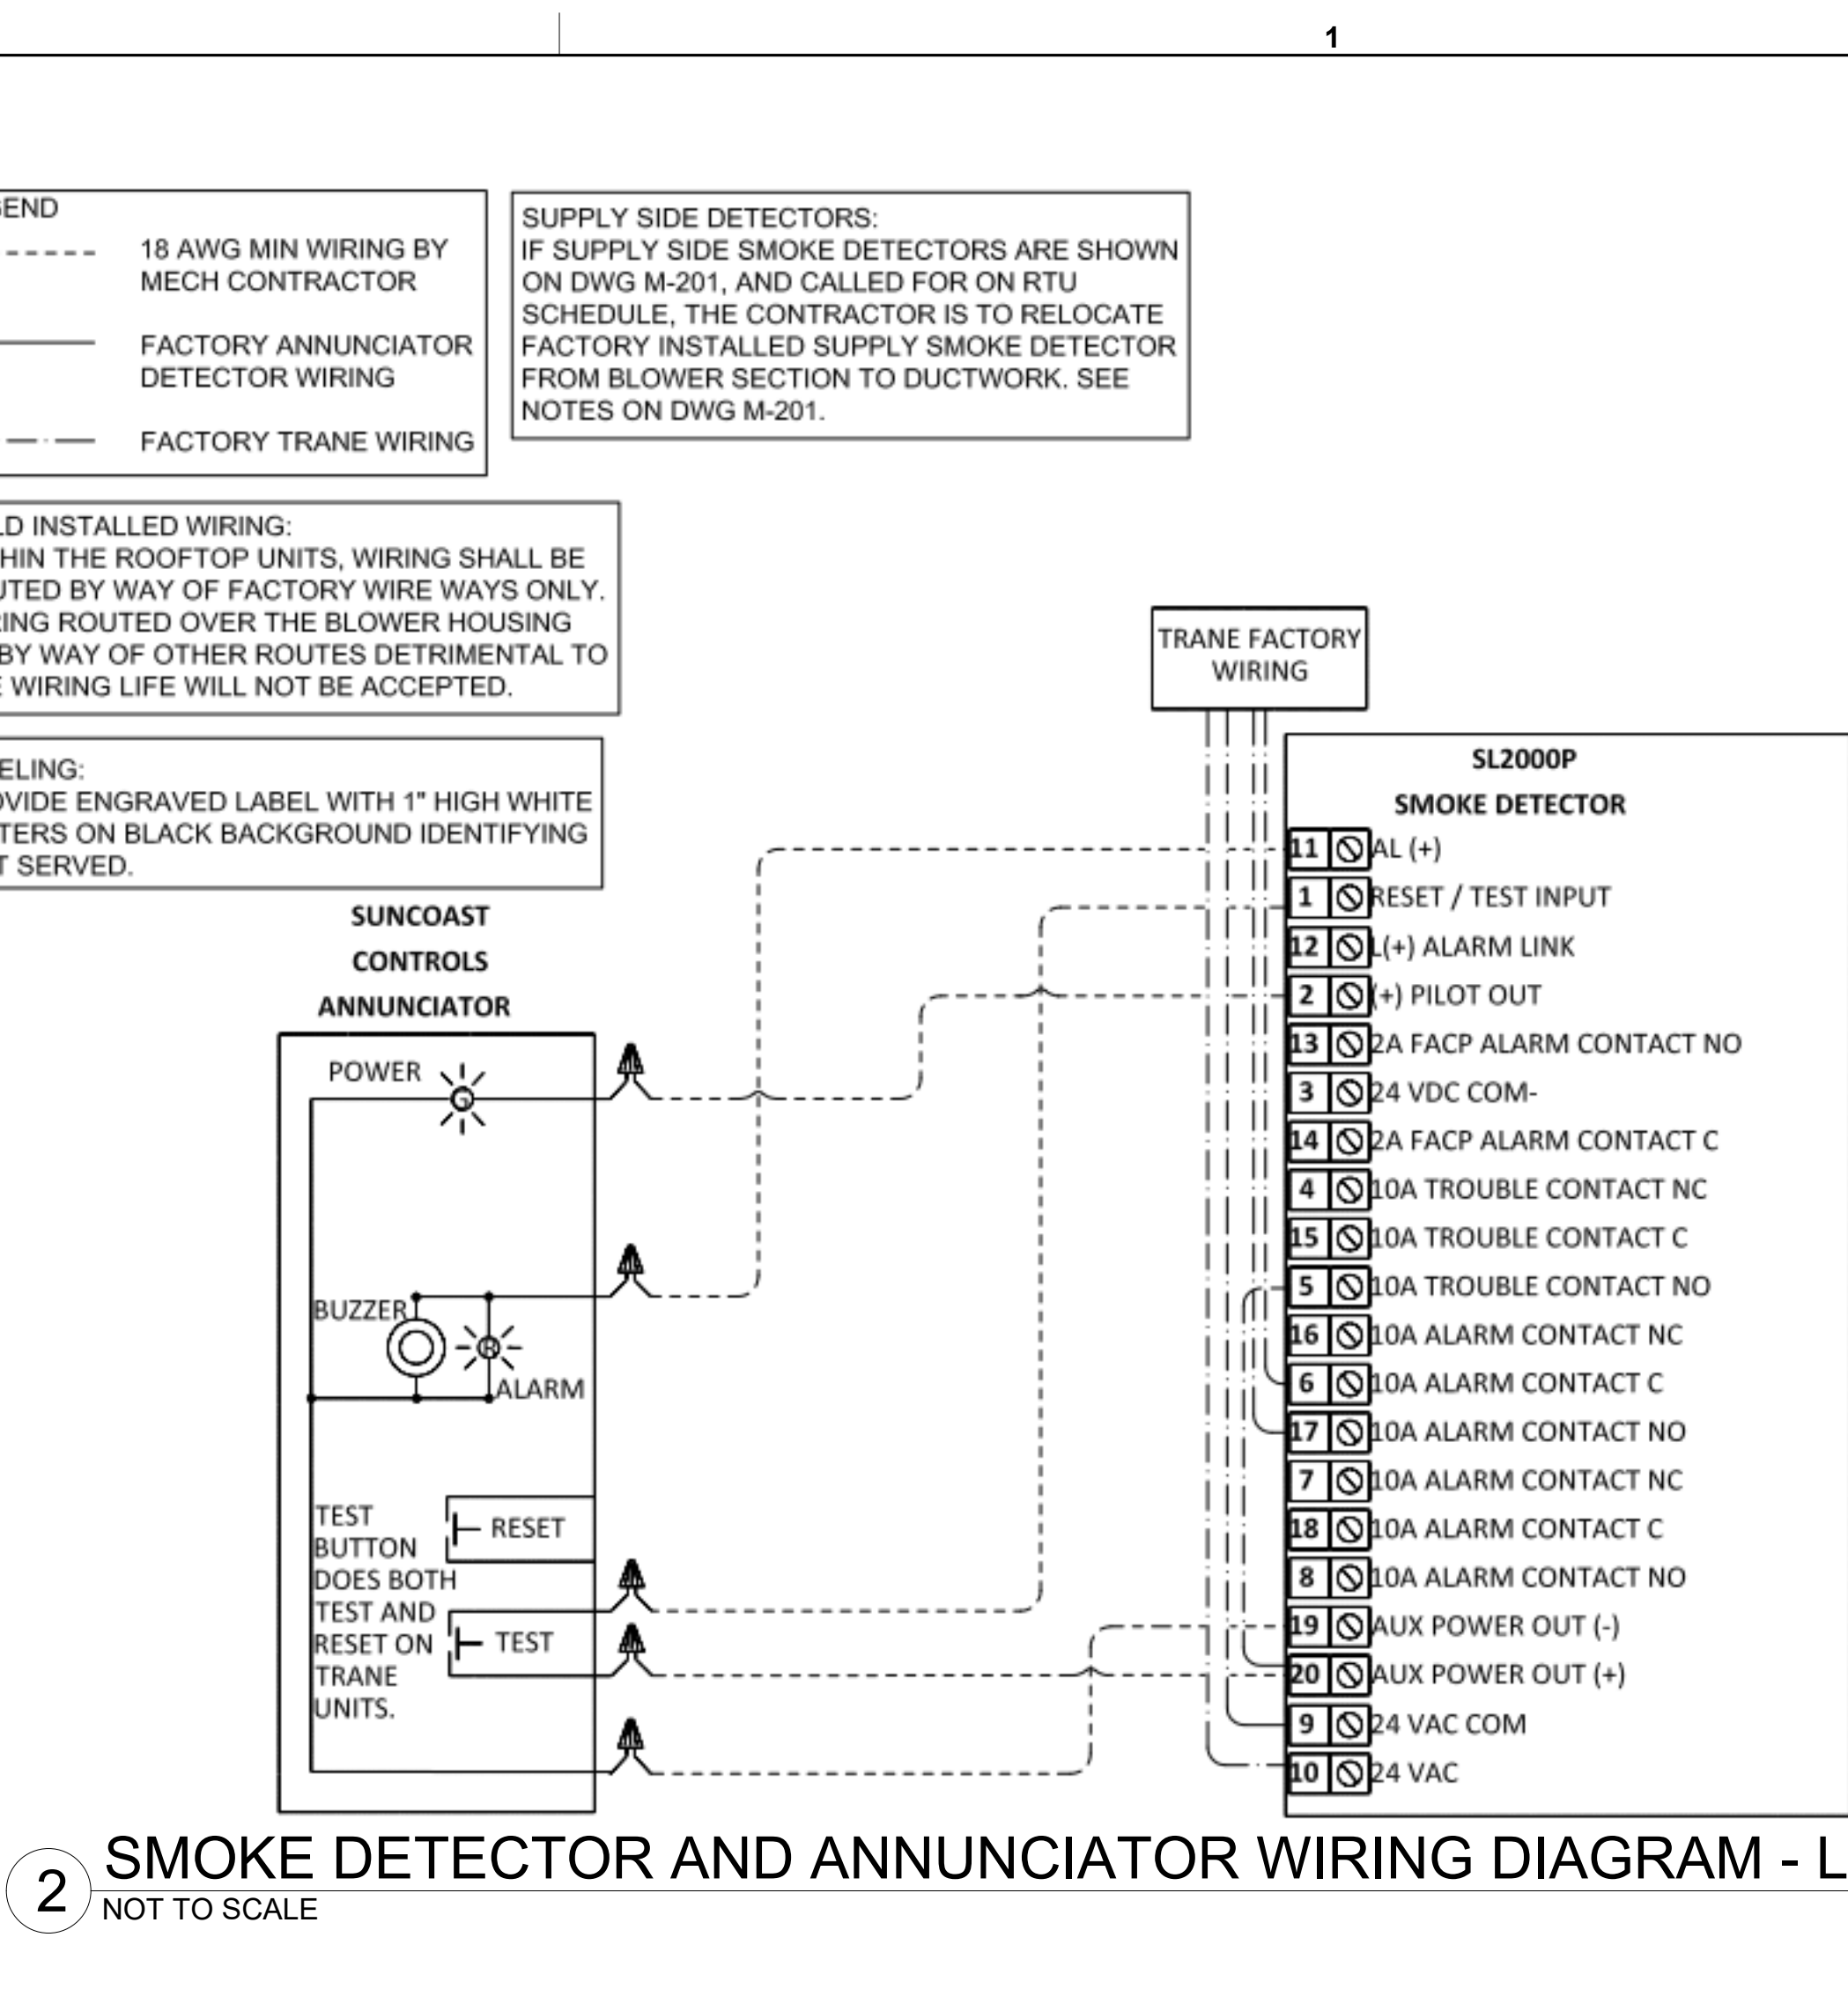 1
GEND
18 AWG MIN WIRING BY
MECH CONTRACTOR
FACTORY ANNUNCIATOR
DETECTOR WIRING
FACTORY TRANE WIRING
SUPPLY SIDE DETECTORS:
IF SUPPLY SIDE SMOKE DETECTORS ARE SHOWN
ON DWG M-201, AND CALLED FOR ON RTU
SCHEDULE, THE CONTRACTOR IS TO RELOCATE
FACTORY INSTALLED SUPPLY SMOKE DETECTOR
FROM BLOWER SECTION TO DUCTWORK. SEE
NOTES ON DWG M-201.
LD INSTALLED WIRING:
HIN THE ROOFTOP UNITS, WIRING SHALL BE
UTED BY WAY OF FACTORY WIRE WAYS ONLY.
RING ROUTED OVER THE BLOWER HOUSING
BY WAY OF OTHER ROUTES DETRIMENTAL TO
E WIRING LIFE WILL NOT BE ACCEPTED.
ELING:
OVIDE ENGRAVED LABEL WITH 1" HIGH WHITE
TTERS ON BLACK BACKGROUND IDENTIFYING
T SERVED.
SUNCOAST
CONTROLS
ANNUNCIATOR
POWER
G
BUZZER
R
ALARM
RESET
TEST
BUTTON
DOES BOTH
TEST AND
RESET ON
TRANE
UNITS.
TEST
TRANE FACTORY
WIRING
SL2000P
SMOKE DETECTOR
11 AL (+)
1 RESET / TEST INPUT
12 L(+) ALARM LINK
2 (+) PILOT OUT
13 2A FACP ALARM CONTACT NO
3 24 VDC COM-
14 2A FACP ALARM CONTACT C
4 10A TROUBLE CONTACT NC
15 10A TROUBLE CONTACT C
5 10A TROUBLE CONTACT NO
16 10A ALARM CONTACT NC
6 10A ALARM CONTACT C
17 10A ALARM CONTACT NO
7 10A ALARM CONTACT NC
18 10A ALARM CONTACT C
8 10A ALARM CONTACT NO
19 AUX POWER OUT (-)
20 AUX POWER OUT (+)
9 24 VAC COM
10 24 VAC
2 SMOKE DETECTOR AND ANNUNCIATOR WIRING DIAGRAM - L
NOT TO SCALE